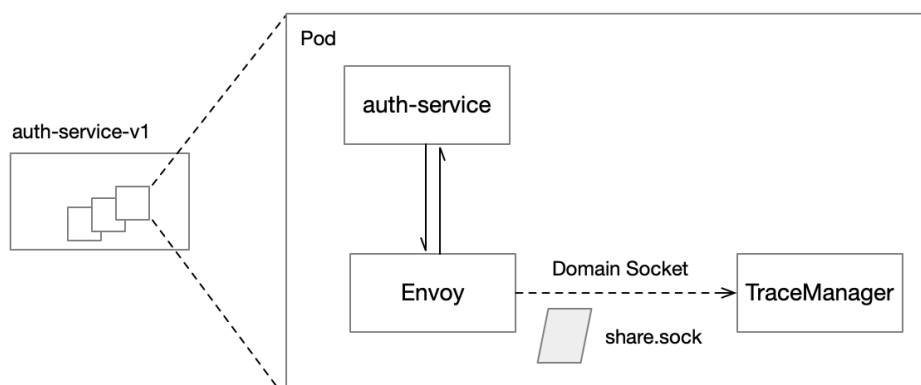 Pod
auth-service
auth-service-v1
Envoy
Domain Socket
TraceManager
share.sock